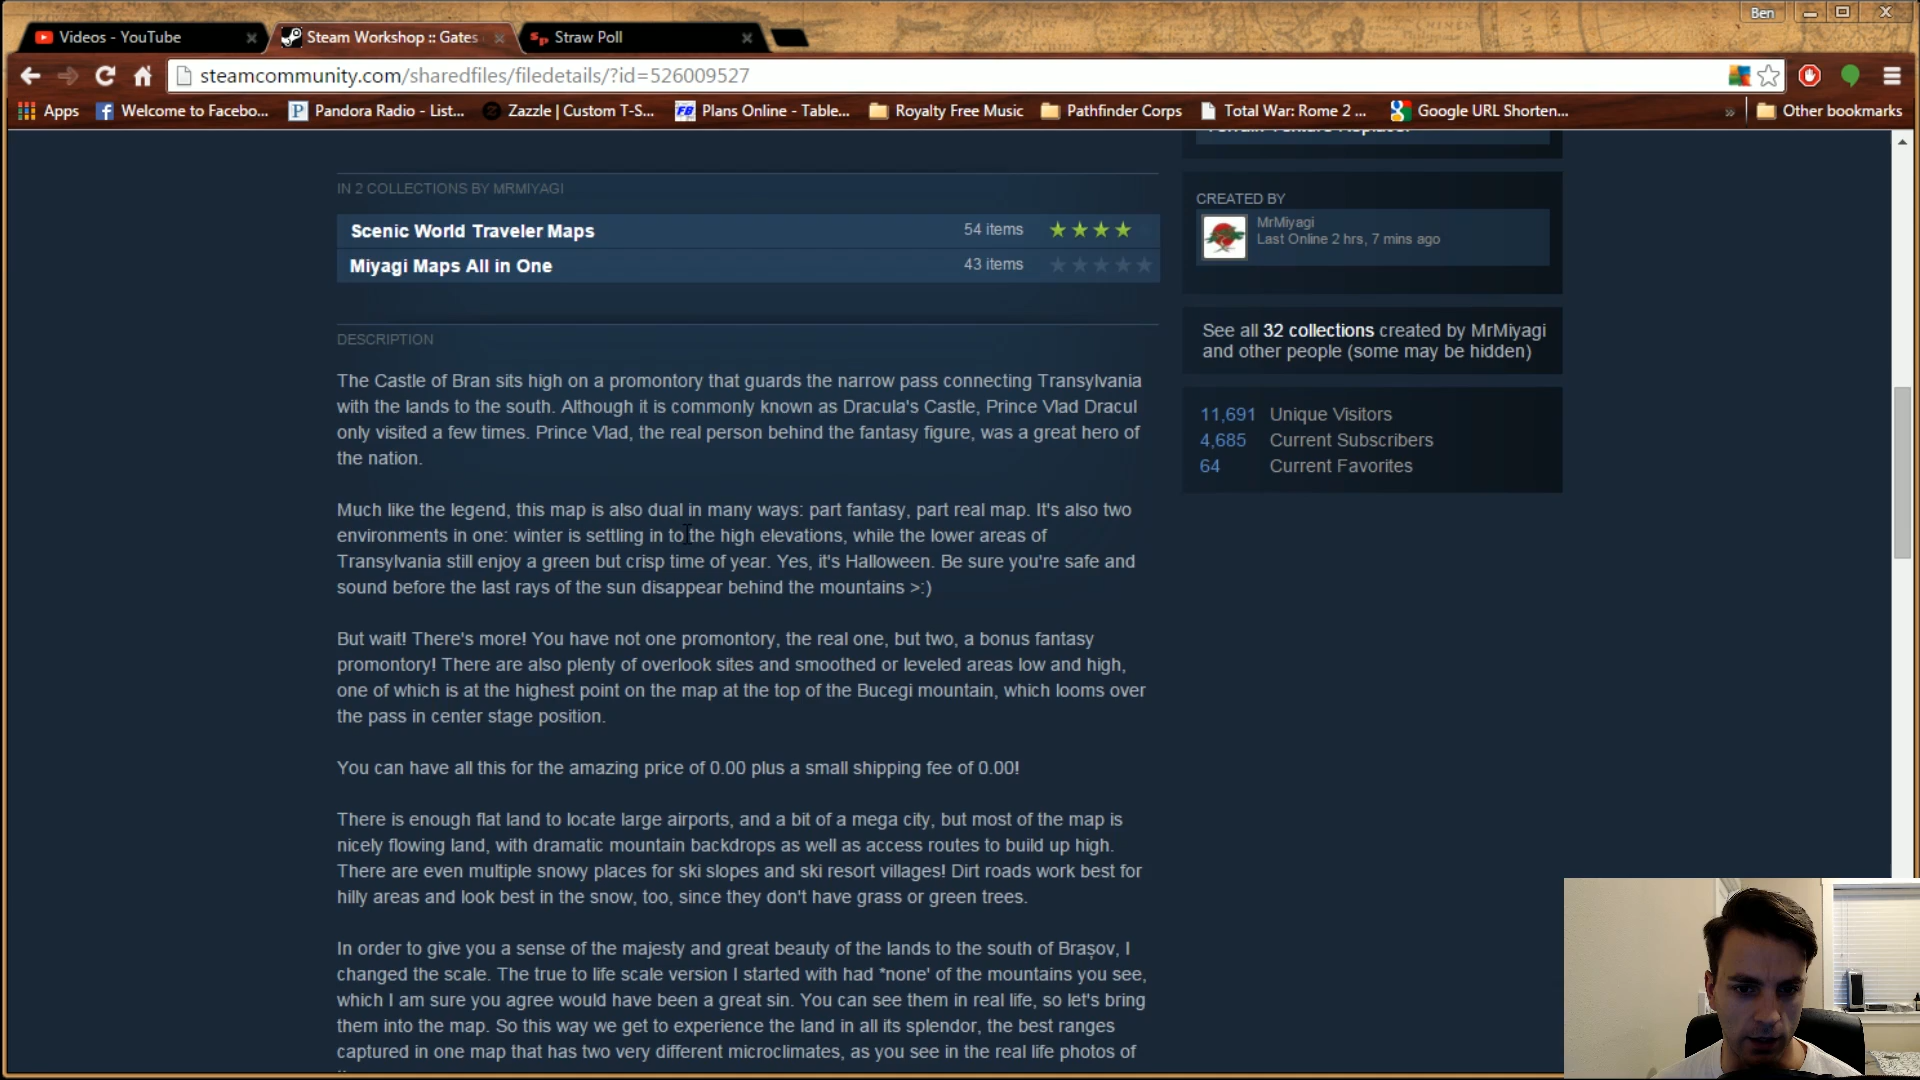 Ben
Videos - YouTube
Steam Workshop :: Gates
Straw Poll
steamcommunity.com/sharedfiles/filedetails/?id=526009527
Apps
Welcome to Facebo...
Pandora Radio - List...
Zazzle | Custom T-S...
Plans Online - Table...
Royalty Free Music
Pathfinder Corps
Total War: Rome 2 ...
Google URL Shorten...
»
Other bookmarks
IN 2 COLLECTIONS BY MRMIYAGI
Scenic World Traveler Maps 54 items
Miyagi Maps All in One 43 items
DESCRIPTION
The Castle of Bran sits high on a promontory that guards the narrow pass connecting Transylvania
with the lands to the south. Although it is commonly known as Dracula's Castle, Prince Vlad Dracul
only visited a few times. Prince Vlad, the real person behind the fantasy figure, was a great hero of
the nation.
Much like the legend, this map is also dual in many ways: part fantasy, part real map. It's also two
environments in one: winter is settling in to the high elevations, while the lower areas of
Transylvania still enjoy a green but crisp time of year. Yes, it's Halloween. Be sure you're safe and
sound before the last rays of the sun disappear behind the mountains >:)
But wait! There's more! You have not one promontory, the real one, but two, a bonus fantasy
promontory! There are also plenty of overlook sites and smoothed or leveled areas low and high,
one of which is at the highest point on the map at the top of the Bucegi mountain, which looms over
the pass in center stage position.
You can have all this for the amazing price of 0.00 plus a small shipping fee of 0.00!
There is enough flat land to locate large airports, and a bit of a mega city, but most of the map is
nicely flowing land, with dramatic mountain backdrops as well as access routes to build up high.
There are even multiple snowy places for ski slopes and ski resort villages! Dirt roads work best for
hilly areas and look best in the snow, too, since they don't have grass or green trees.
In order to give you a sense of the majesty and great beauty of the lands to the south of Brașov, I
changed the scale. The true to life scale version I started with had *none' of the mountains you see,
which I am sure you agree would have been a great sin. You can see them in real life, so let's bring
them into the map. So this way we get to experience the land in all its splendor, the best ranges
captured in one map that has two very different microclimates, as you see in the real life photos of
CREATED BY
MrMiyagi
Last Online 2 hrs, 7 mins ago
See all 32 collections created by MrMiyagi
and other people (some may be hidden)
11,691 Unique Visitors
4,685 Current Subscribers
64 Current Favorites